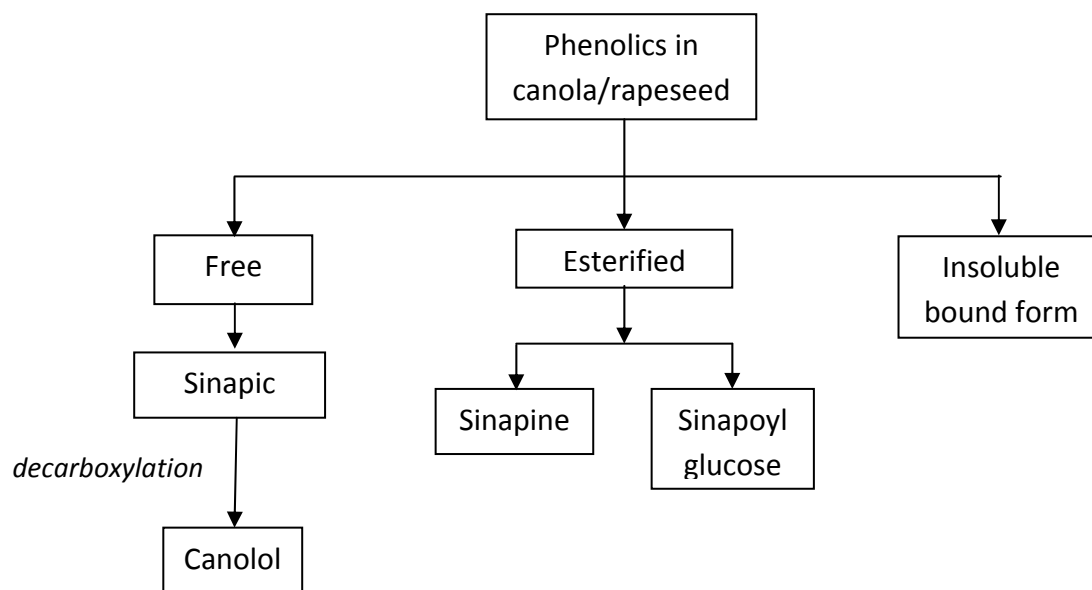 Phenolics in
canola/rapeseed
Free
Esterified
Insoluble
bound form
Sinapic
Sinapine
Sinapoyl
glucose
decarboxylation
Canolol